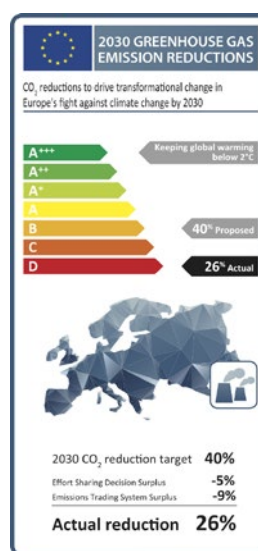 2030 GREENHOUSE GAS
EMISSION REDUCTIONS
CO₂ reductions to drive transformational change in
Europe's fight against climate change by 2030
A+++
Keeping global warming
below 2°C
A++
A+
A
B
40% Proposed
C
D
26% Actual
2030 CO₂ reduction target 40%
Effort Sharing Decision Surplus -5%
Emissions Trading System Surplus -9%
Actual reduction 26%